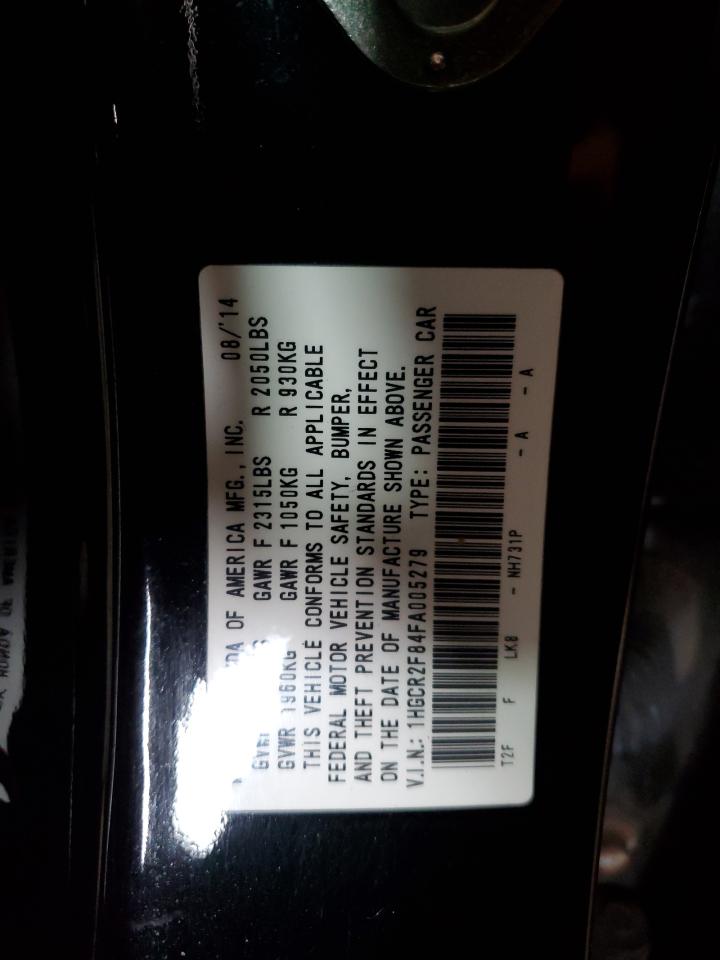 OF AMERICA MFG., INC. 08/'14
GAWR F 2315LBS R 2050LBS
GVWR 1960KG GAWR F 1050KG R 930KG
THIS VEHICLE CONFORMS TO ALL APPLICABLE
FEDERAL MOTOR VEHICLE SAFETY, BUMPER,
AND THEFT PREVENTION STANDARDS IN EFFECT
ON THE DATE OF MANUFACTURE SHOWN ABOVE.
V.I.N.: 1HGCR2F84FA005279 TYPE: PASSENGER CAR
T2F F LK8 - NH731P - A - A